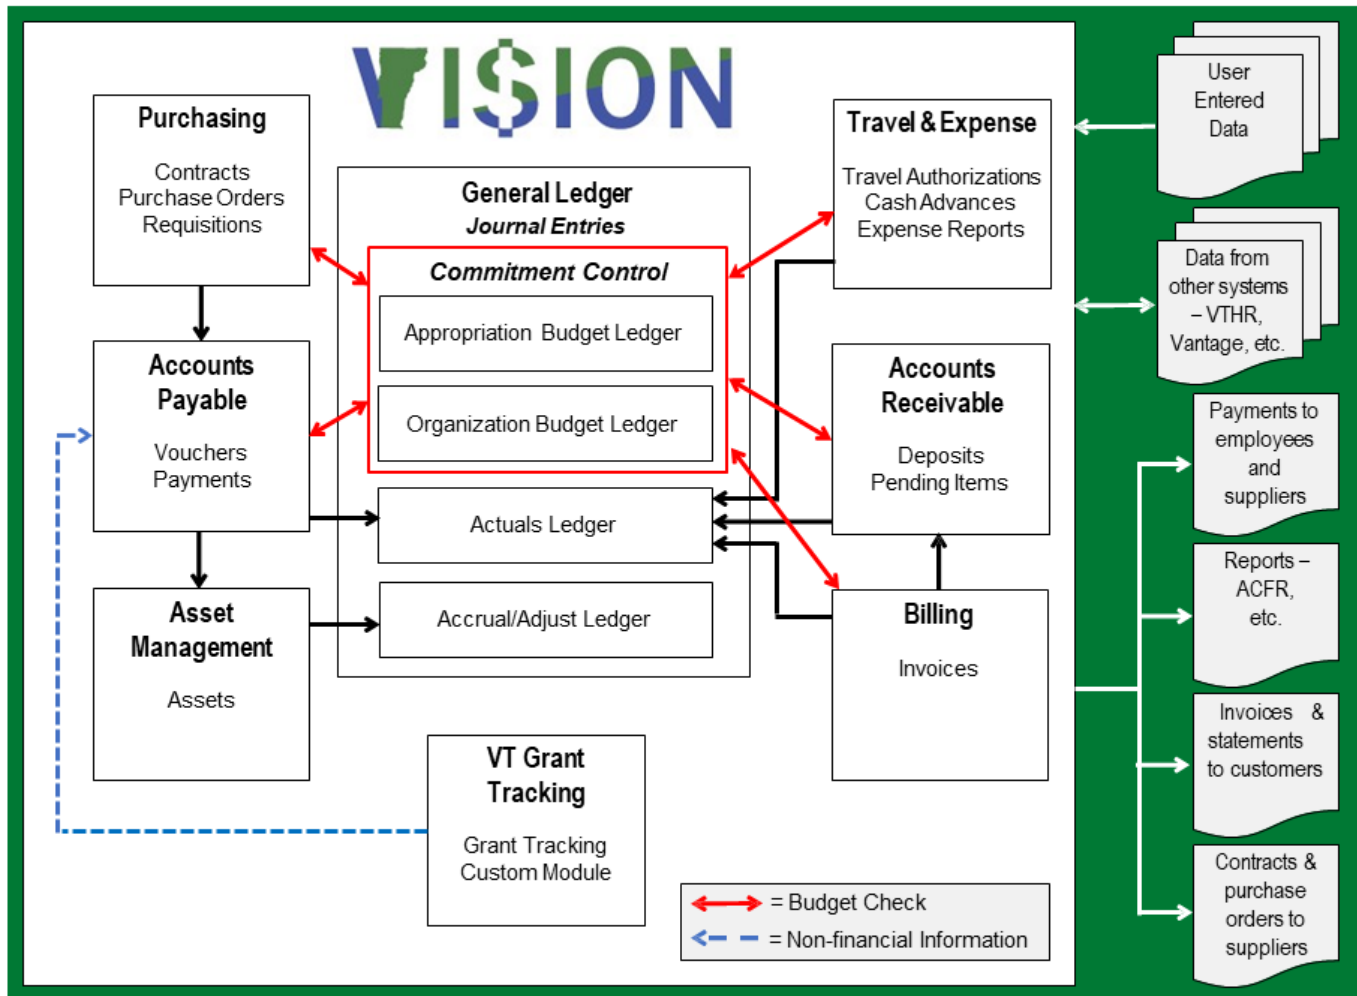 VI$ION
Purchasing
Contracts
Purchase Orders
Requisitions
Accounts
Payable
Vouchers
Payments
Asset
Management
Assets
General Ledger
Journal Entries
Commitment Control
Appropriation Budget Ledger
Organization Budget Ledger
Actuals Ledger
Accrual/Adjust Ledger
VT Grant
Tracking
Grant Tracking
Custom Module
Travel & Expense
Travel Authorizations
Cash Advances
Expense Reports
Accounts
Receivable
Deposits
Pending Items
Billing
Invoices
= Budget Check
= Non-financial Information
User
Entered
Data
Data from
other systems
– VTHR,
Vantage, etc.
Payments to
employees
and
suppliers
Reports –
ACFR,
etc.
Invoices &
statements
to customers
Contracts &
purchase
orders to
suppliers